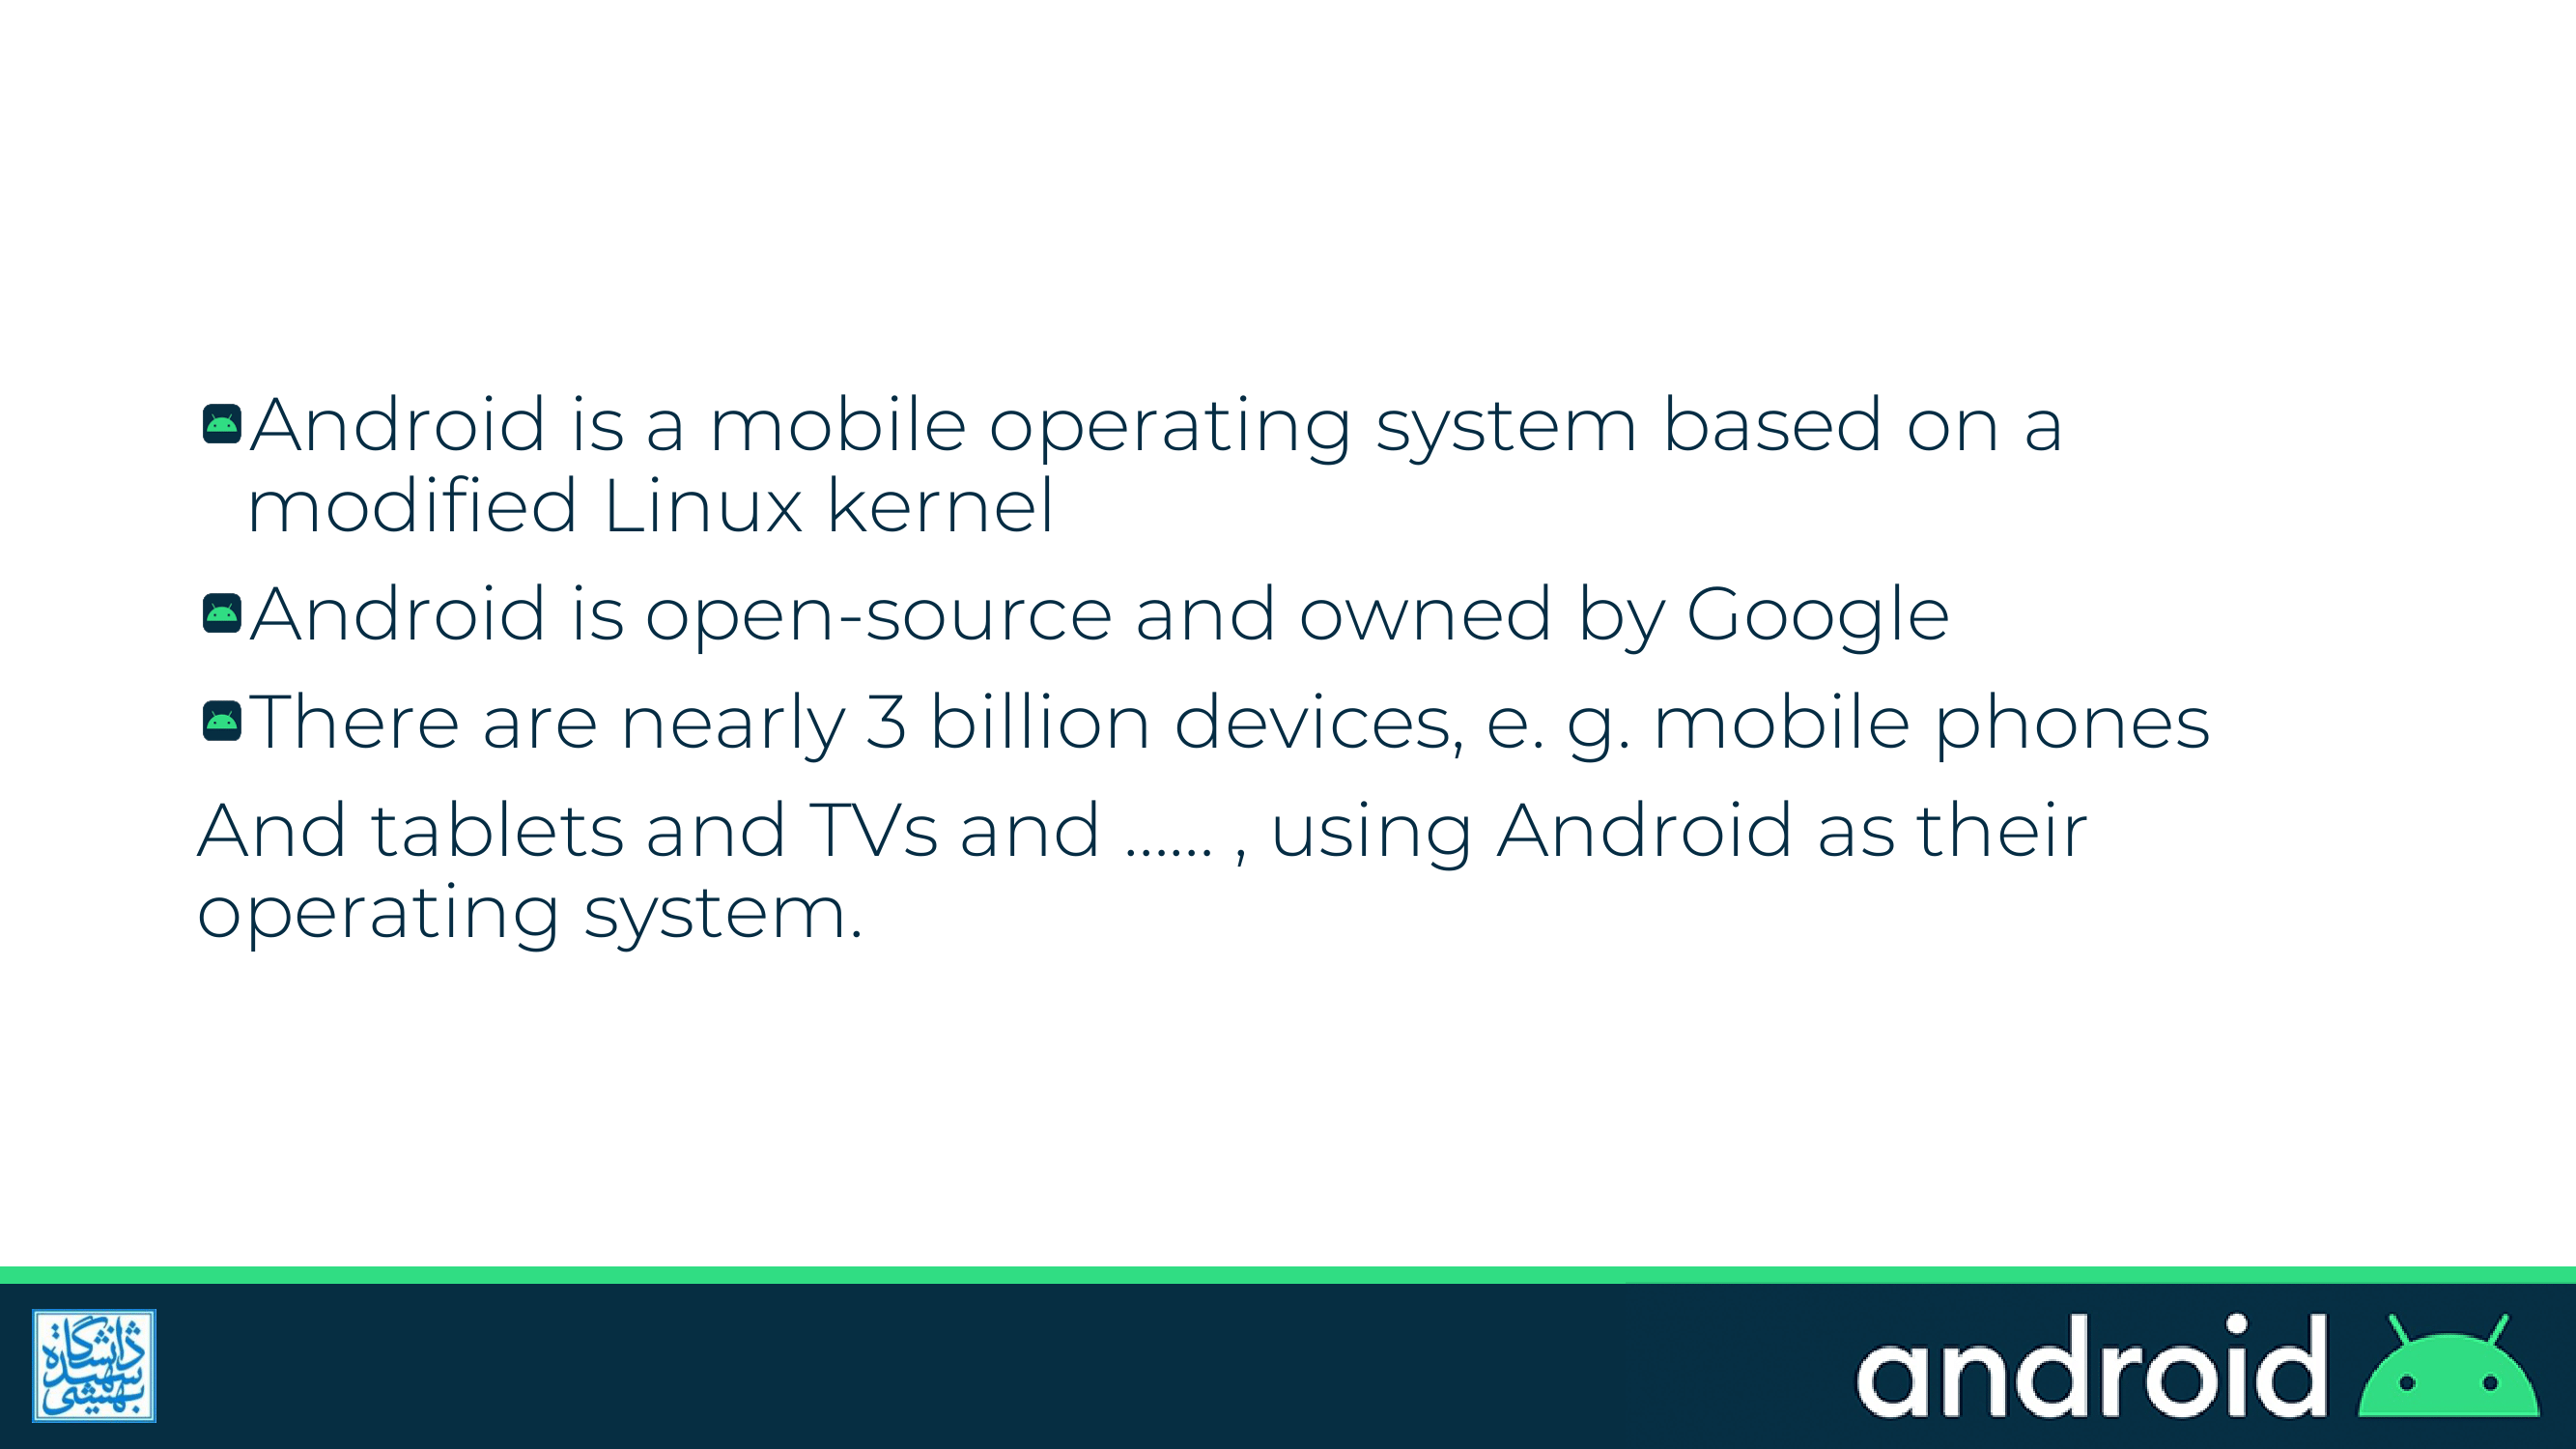 Android is a mobile operating system based on a
modified Linux kernel
Android is open-source and owned by Google
There are nearly 3 billion devices, e. g. mobile phones
And tablets and TVs and ...... , using Android as their
operating system.
دانشگاه
شهید
بهشتی
android